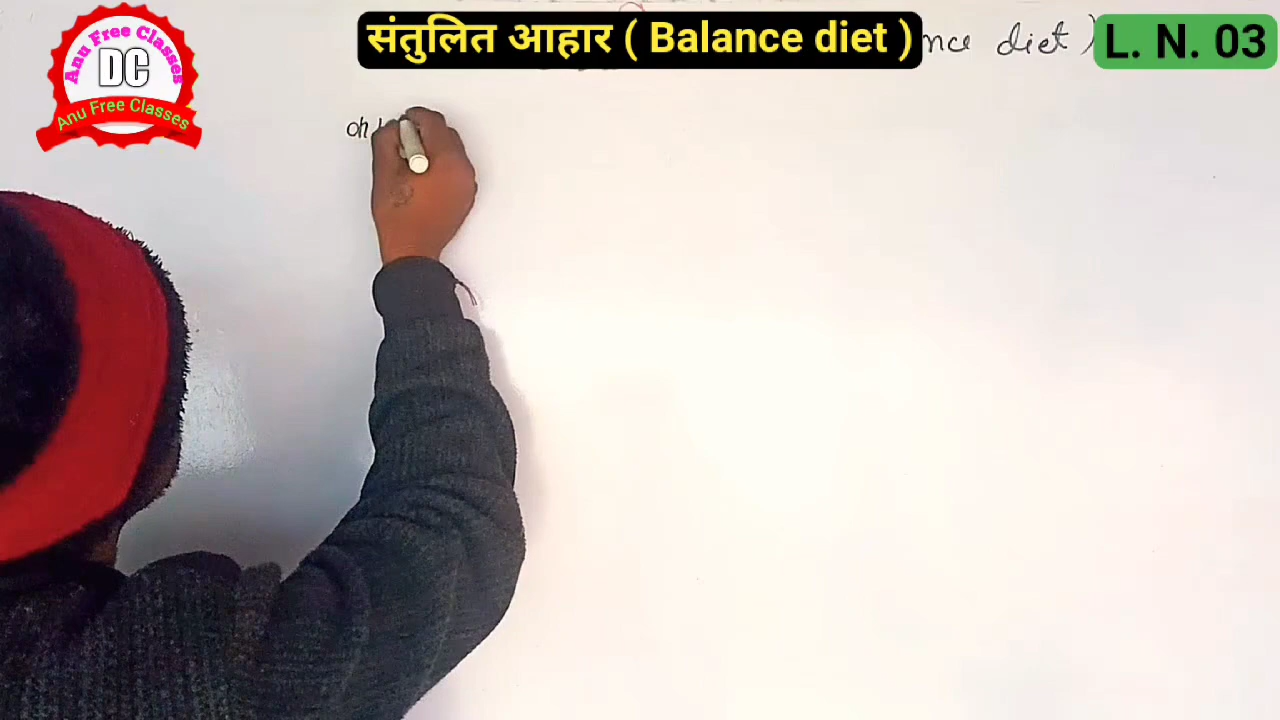 संतुलित आहार ( Balance diet )
nce diet )
L. N. 03
Anu Free Classes
DC
Anu Free Classes